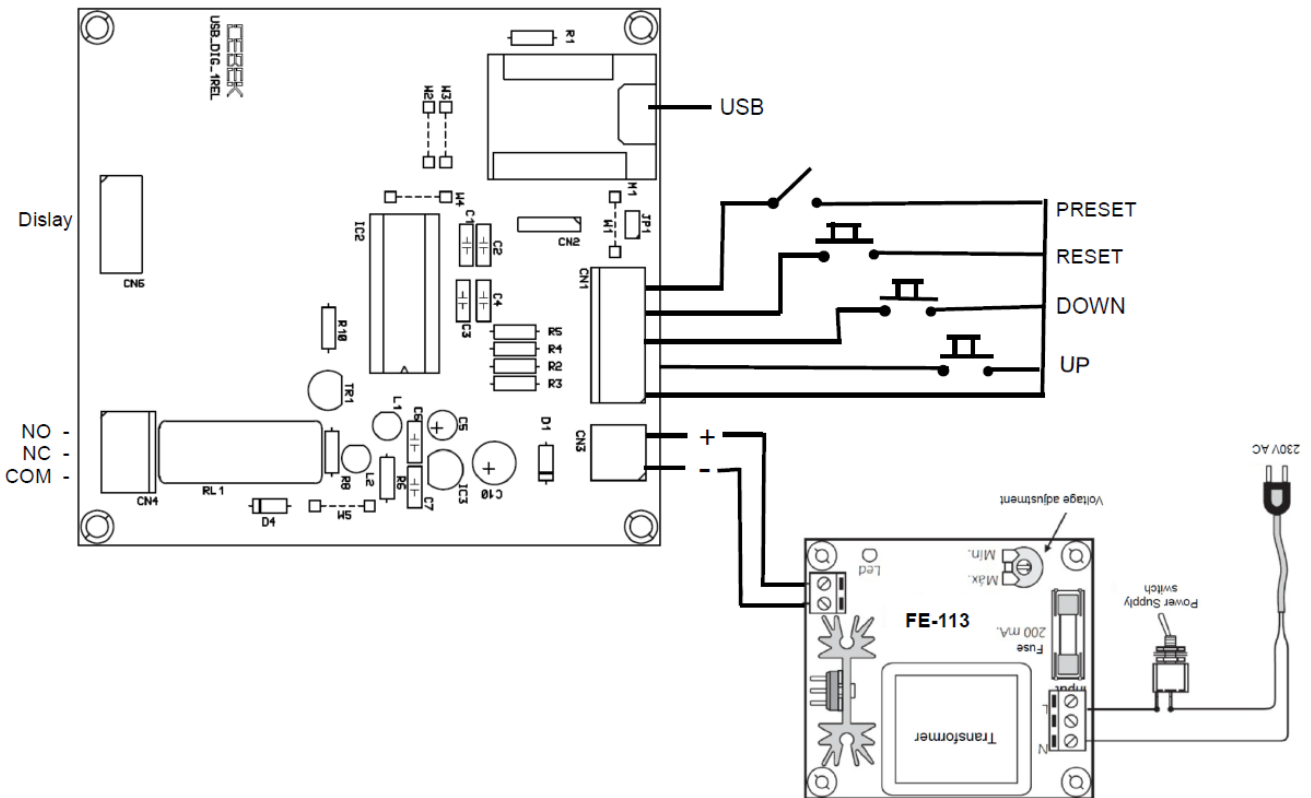 CEBEK
USB_DIG_1REL
R1
USB
W2
W3
M1
W4
W1
JP1
Dislay
CN6
IC2
C1
C2
CN2
CN1
C3
C4
R10
R5
R4
R2
R3
TR1
PRESET
RESET
DOWN
UP
NO -
NC -
COM -
CN4
RL1
R8
L1
L2
C6
C5
R6
C7
IC3
C10
D1
CN3
+
-
D4
W5
230V AC
Voltage adjustment
Led
Mín.
Máx.
FE-113
200 mA.
Fuse
Power Supply
switch
Input
L
N
Transformer